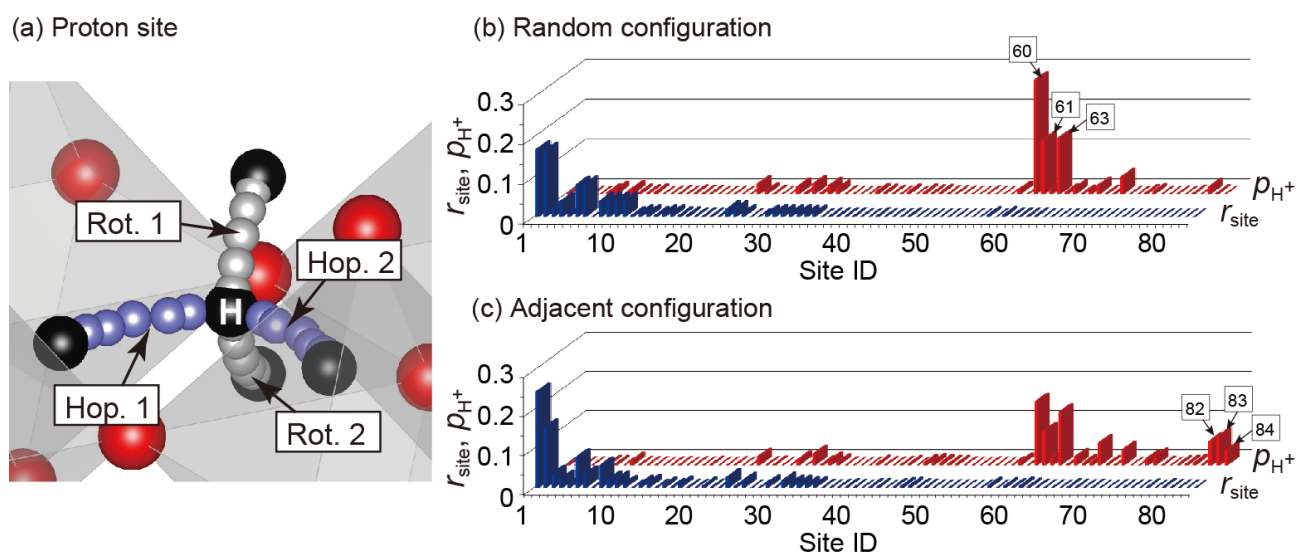 (a) Proton site
Rot. 1
Hop. 2
H
Hop. 1
Rot. 2
(b) Random configuration
r_site, p_H+
0.3
0.2
0.1
0
60
61
63
p_H+
r_site
1 10 20 30 40 50 60 70 80
Site ID
(c) Adjacent configuration
r_site, p_H+
0.3
0.2
0.1
0
82
83
84
p_H+
r_site
1 10 20 30 40 50 60 70 80
Site ID